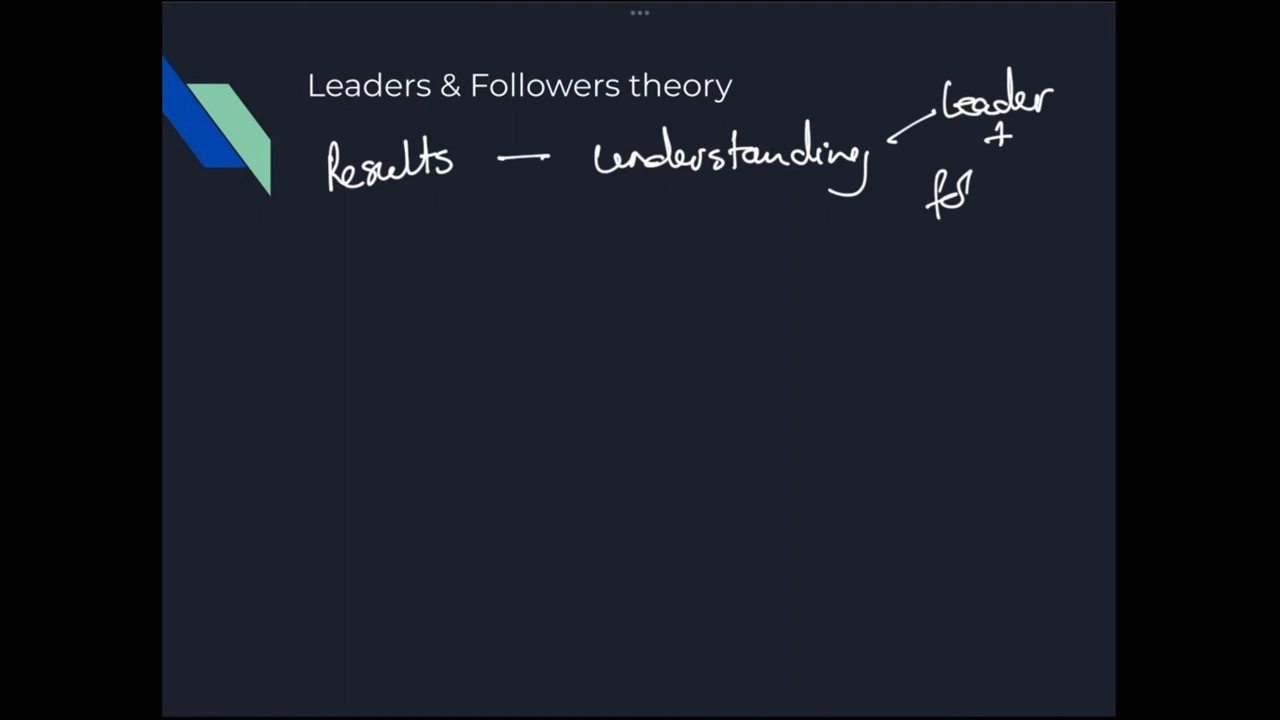 Leaders & Followers theory
Leader
Results — understanding
+
fol